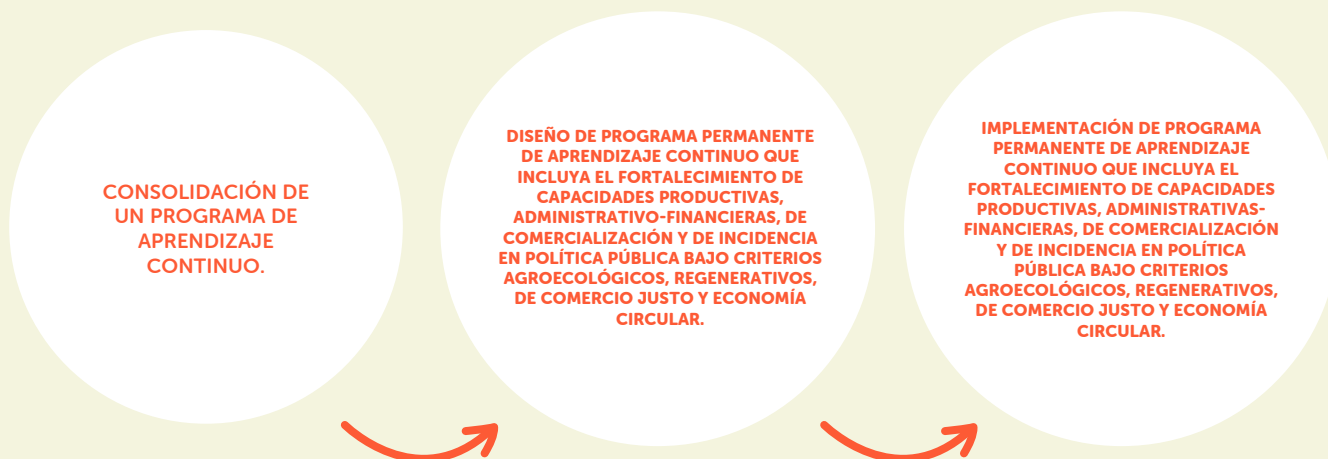 CONSOLIDACIÓN DE
UN PROGRAMA DE
APRENDIZAJE
CONTINUO.
DISEÑO DE PROGRAMA PERMANENTE
DE APRENDIZAJE CONTINUO QUE
INCLUYA EL FORTALECIMIENTO DE
CAPACIDADES PRODUCTIVAS,
ADMINISTRATIVO-FINANCIERAS, DE
COMERCIALIZACIÓN Y DE INCIDENCIA
EN POLÍTICA PÚBLICA BAJO CRITERIOS
AGROECOLÓGICOS, REGENERATIVOS,
DE COMERCIO JUSTO Y ECONOMÍA
CIRCULAR.
IMPLEMENTACIÓN DE PROGRAMA
PERMANENTE DE APRENDIZAJE
CONTINUO QUE INCLUYA EL
FORTALECIMIENTO DE CAPACIDADES
PRODUCTIVAS, ADMINISTRATIVAS-
FINANCIERAS, DE COMERCIALIZACIÓN
Y DE INCIDENCIA EN POLÍTICA
PÚBLICA BAJO CRITERIOS
AGROECOLÓGICOS, REGENERATIVOS,
DE COMERCIO JUSTO Y ECONOMÍA
CIRCULAR.